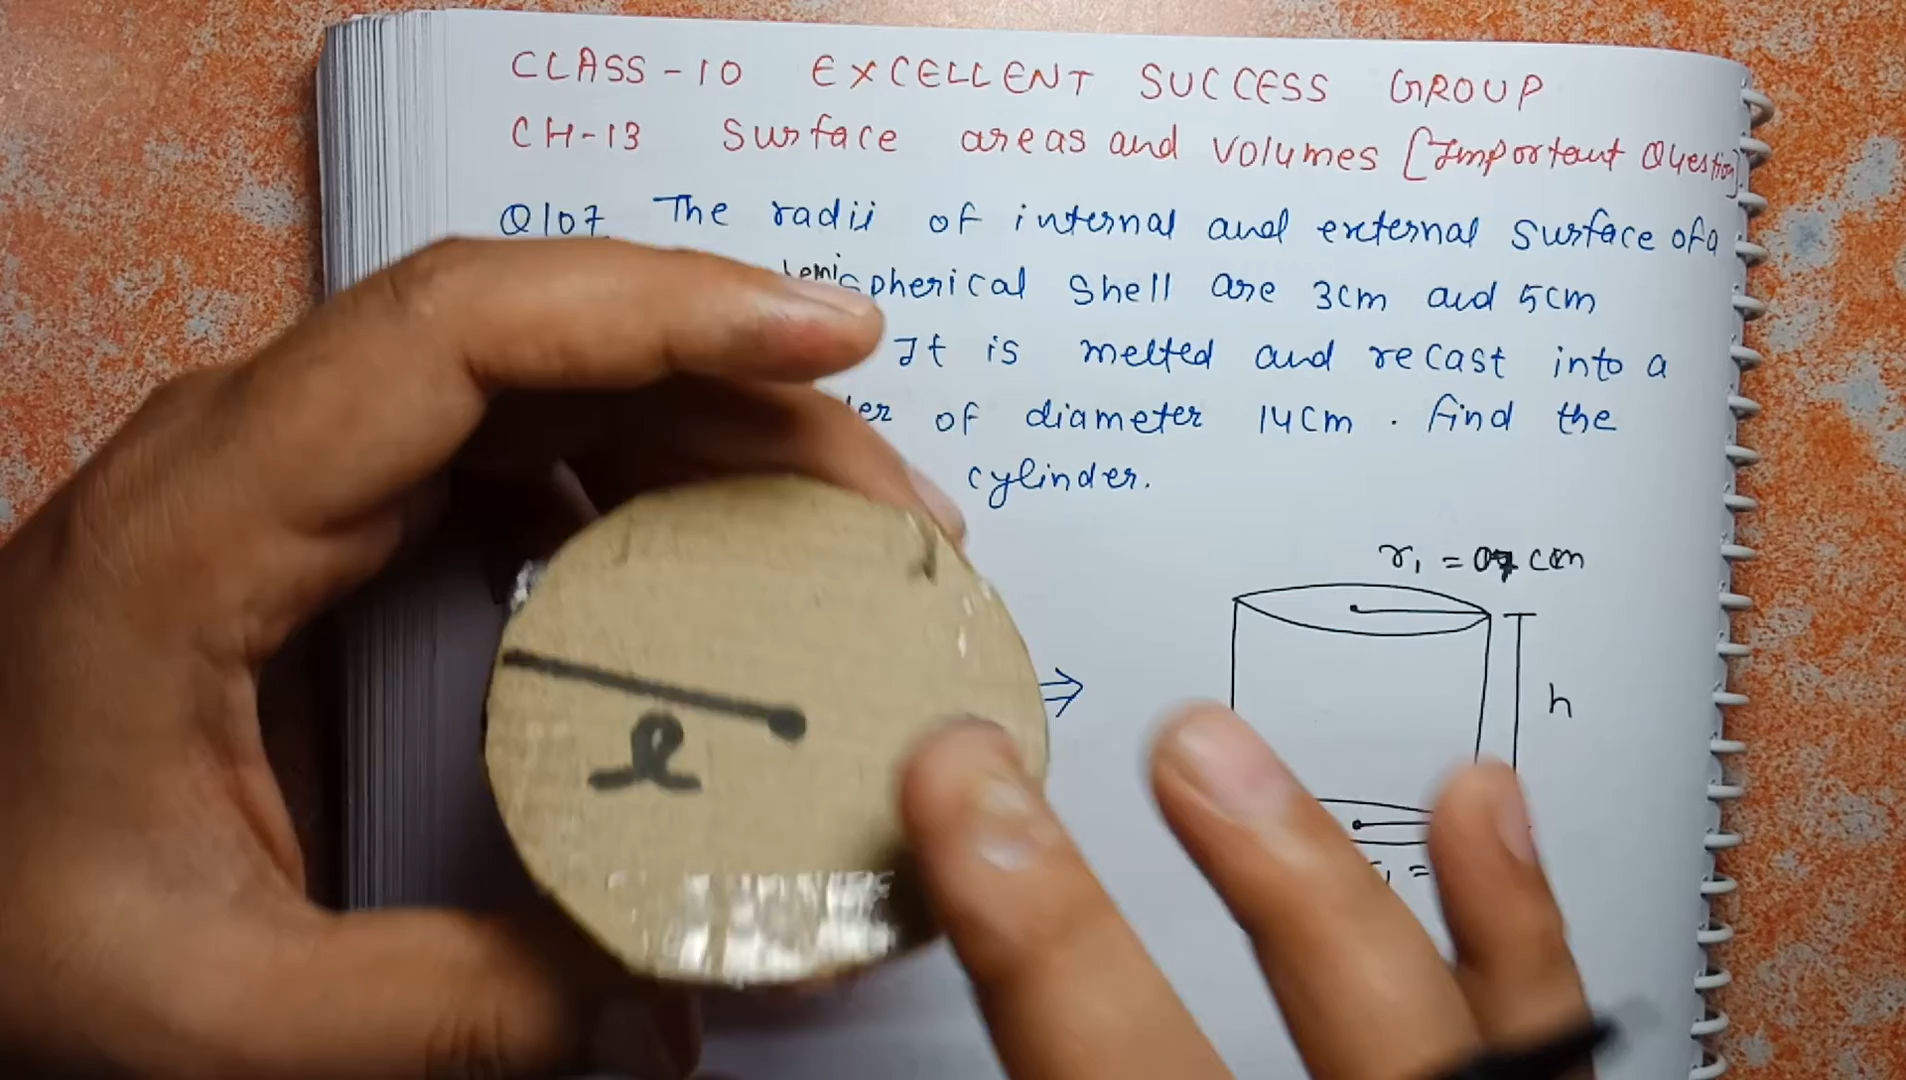 CLASS-10 EXCELLENT SUCCESS GROUP
CH-13 Surface areas and volumes [Important Question]
Q107 The radii of internal and external surface of a
hemispherical shell are 3cm and 5cm
It is melted and recast into a
of diameter 14cm. find the
cylinder.
r₁ = 07 cm
h
r